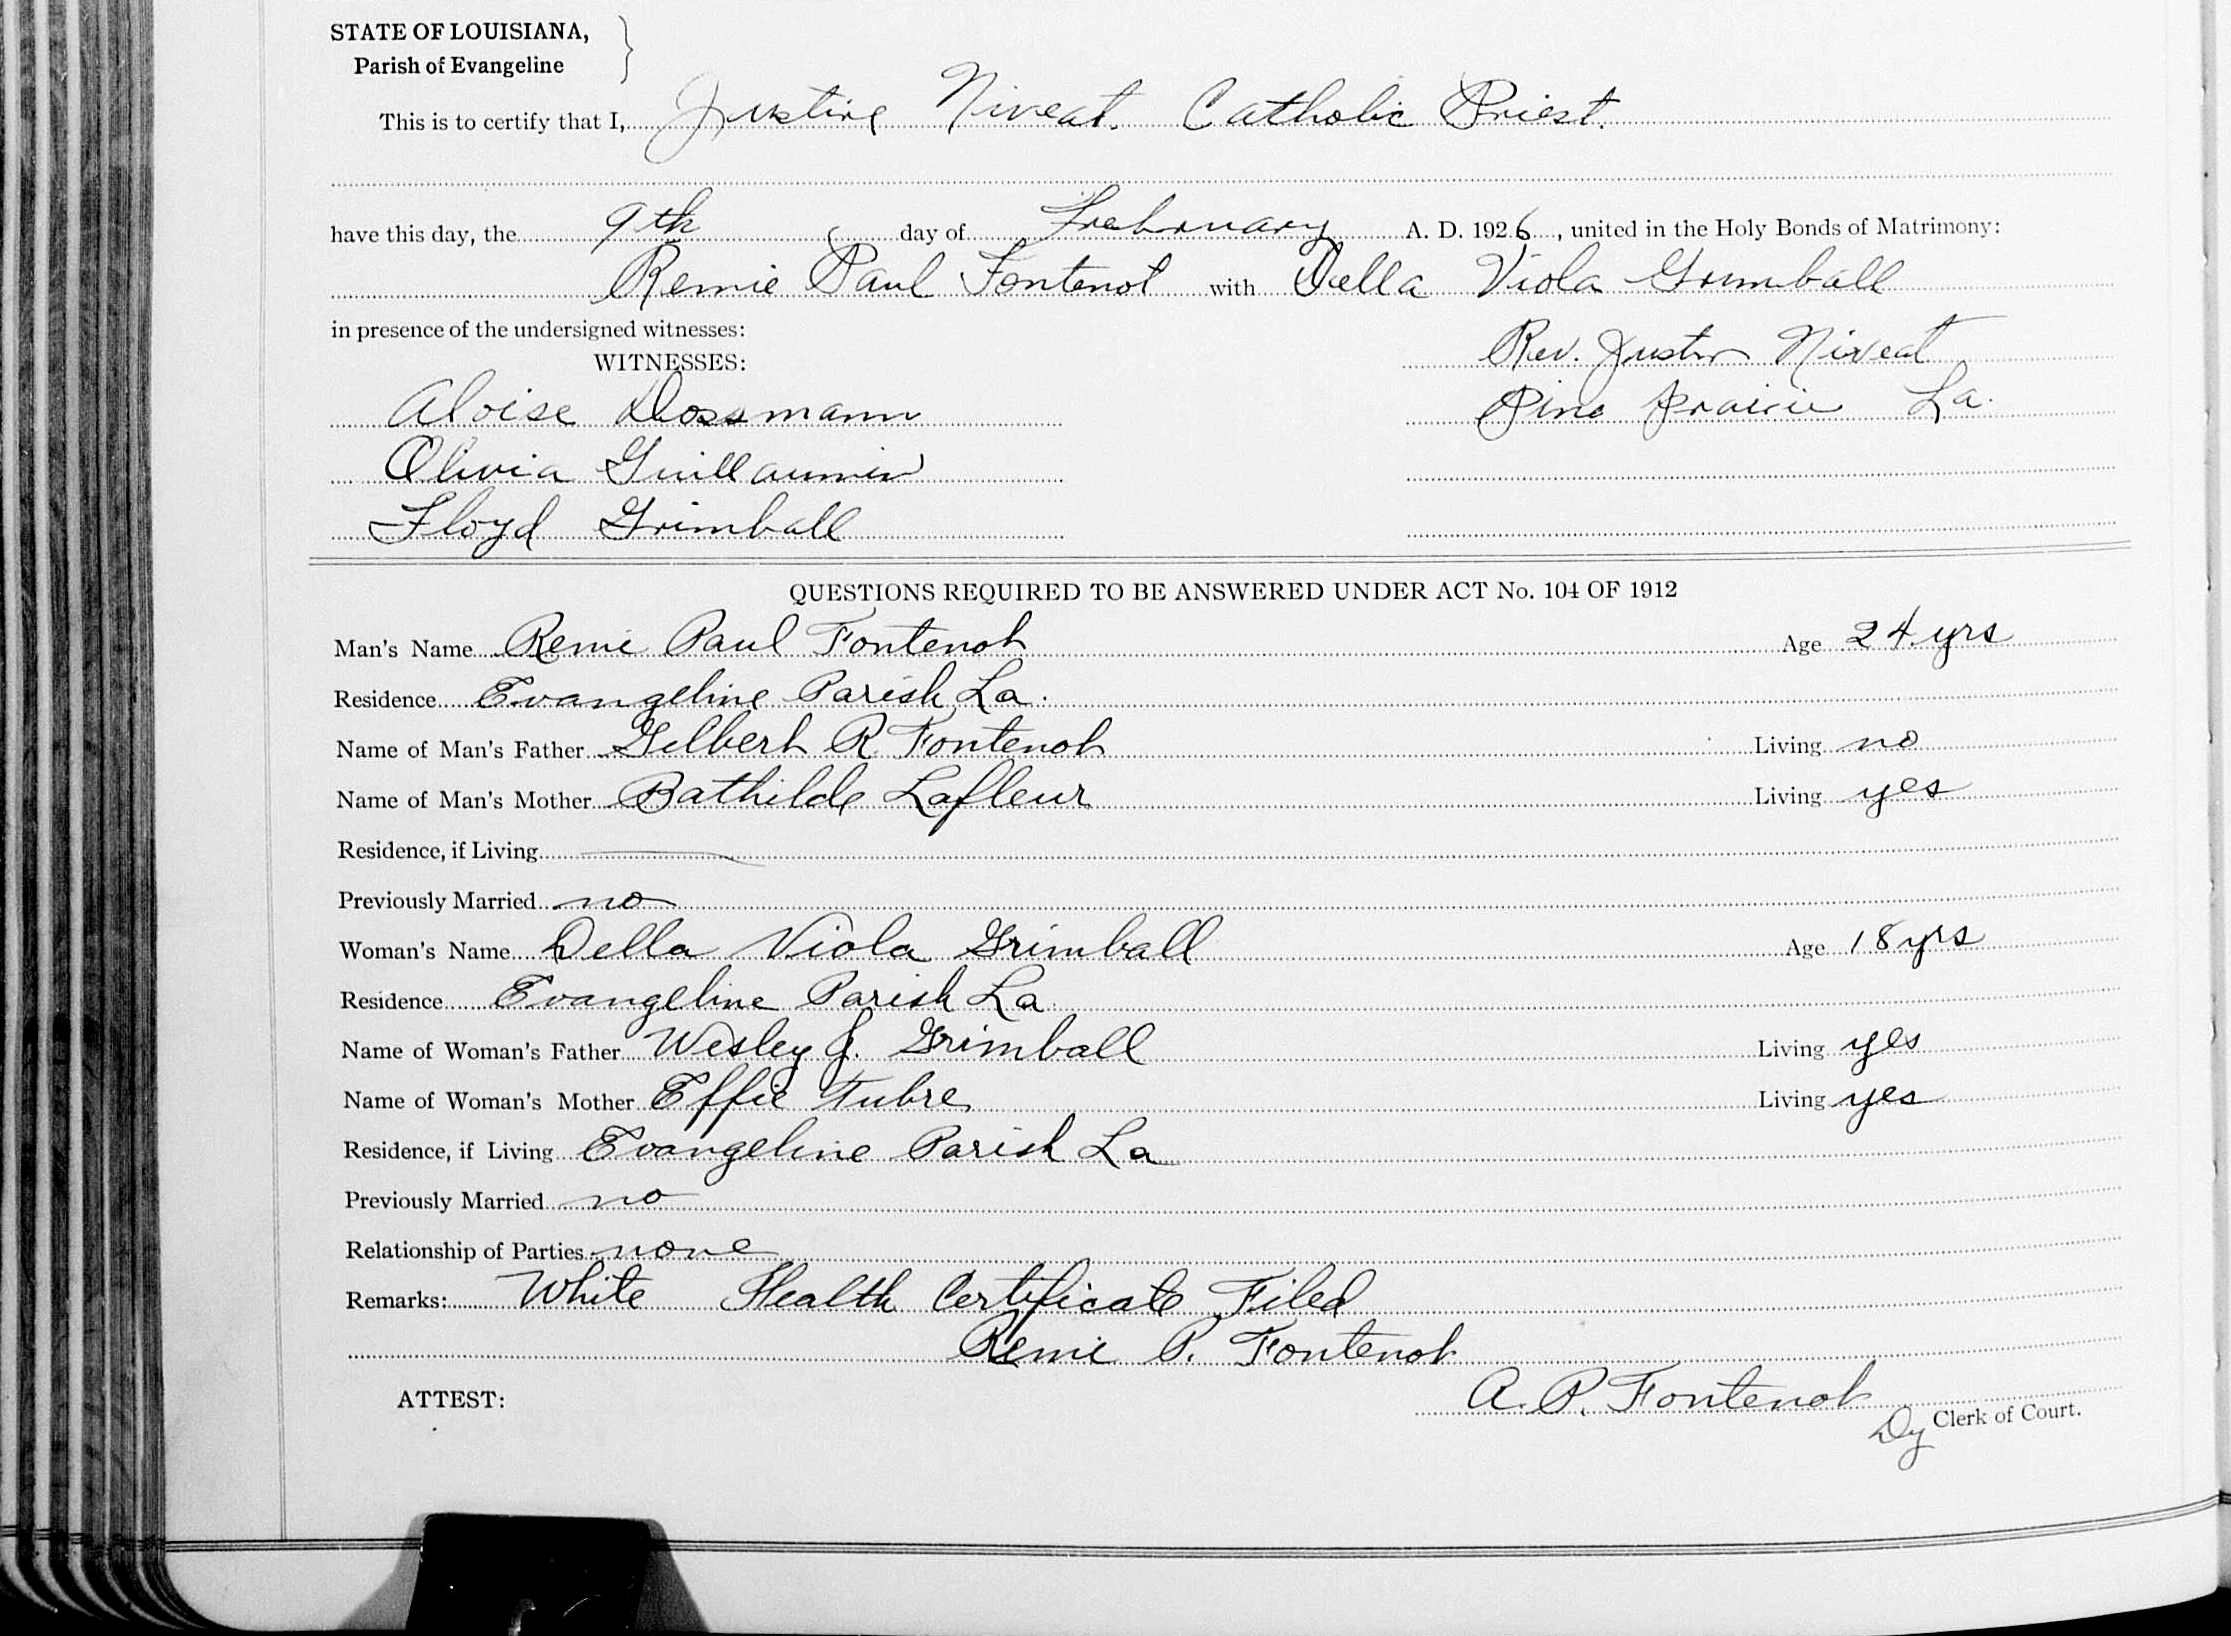 STATE OF LOUISIANA,
Parish of Evangeline
This is to certify that I, Justine Niveat. Catholic Priest.
have this day, the 9th day of February A. D. 1926, united in the Holy Bonds of Matrimony:
Remie Paul Fontenot with Della Viola Grimball
in presence of the undersigned witnesses:
WITNESSES:
Rev. Justin Niveat
Aloise Dossmann
Pine Prairie La.
Olivia Guillaumin
Floyd Grimball
QUESTIONS REQUIRED TO BE ANSWERED UNDER ACT No. 104 OF 1912
Man's Name Remie Paul Fontenot Age 24 yrs
Residence Evangeline Parish La.
Name of Man's Father Gilbert R. Fontenot Living no
Name of Man's Mother Bathilde Lafleur Living yes
Residence, if Living
Previously Married no
Woman's Name Della Viola Grimball Age 18 yrs
Residence Evangeline Parish La.
Name of Woman's Father Wesley J. Grimball Living yes
Name of Woman's Mother Effie Fubre Living yes
Residence, if Living Evangeline Parish La
Previously Married no
Relationship of Parties none
Remarks: White Health Certificate Filed
Remie P. Fontenot
ATTEST: A. P. Fontenot
Dy Clerk of Court.